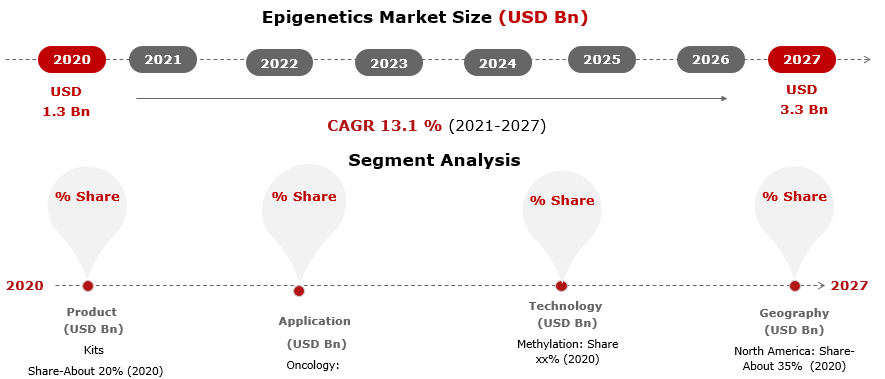 Epigenetics Market Size (USD Bn)
2020 2021 2022 2023 2024 2025 2026 2027
USD
1.3 Bn
USD
3.3 Bn
CAGR 13.1 % (2021-2027)
Segment Analysis
% Share
% Share
% Share
% Share
2020
2027
Product
(USD Bn)
Kits
Share-About 20% (2020)
Application
(USD Bn)
Oncology:
Technology
(USD Bn)
Methylation: Share
xx% (2020)
Geography
(USD Bn)
North America: Share-
About 35% (2020)